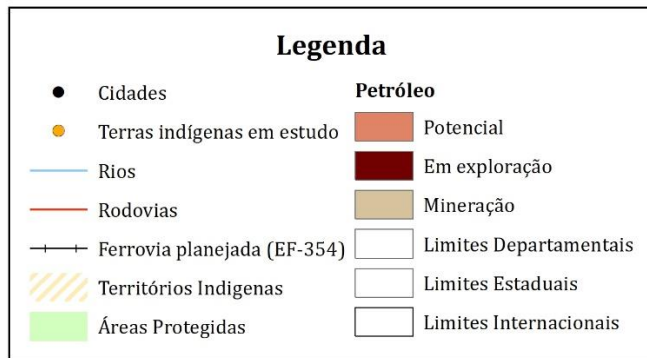 Legenda
Cidades
Terras indígenas em estudo
Rios
Rodovias
Ferrovia planejada (EF-354)
Territórios Indigenas
Áreas Protegidas
Petróleo
Potencial
Em exploração
Mineração
Limites Departamentais
Limites Estaduais
Limites Internacionais